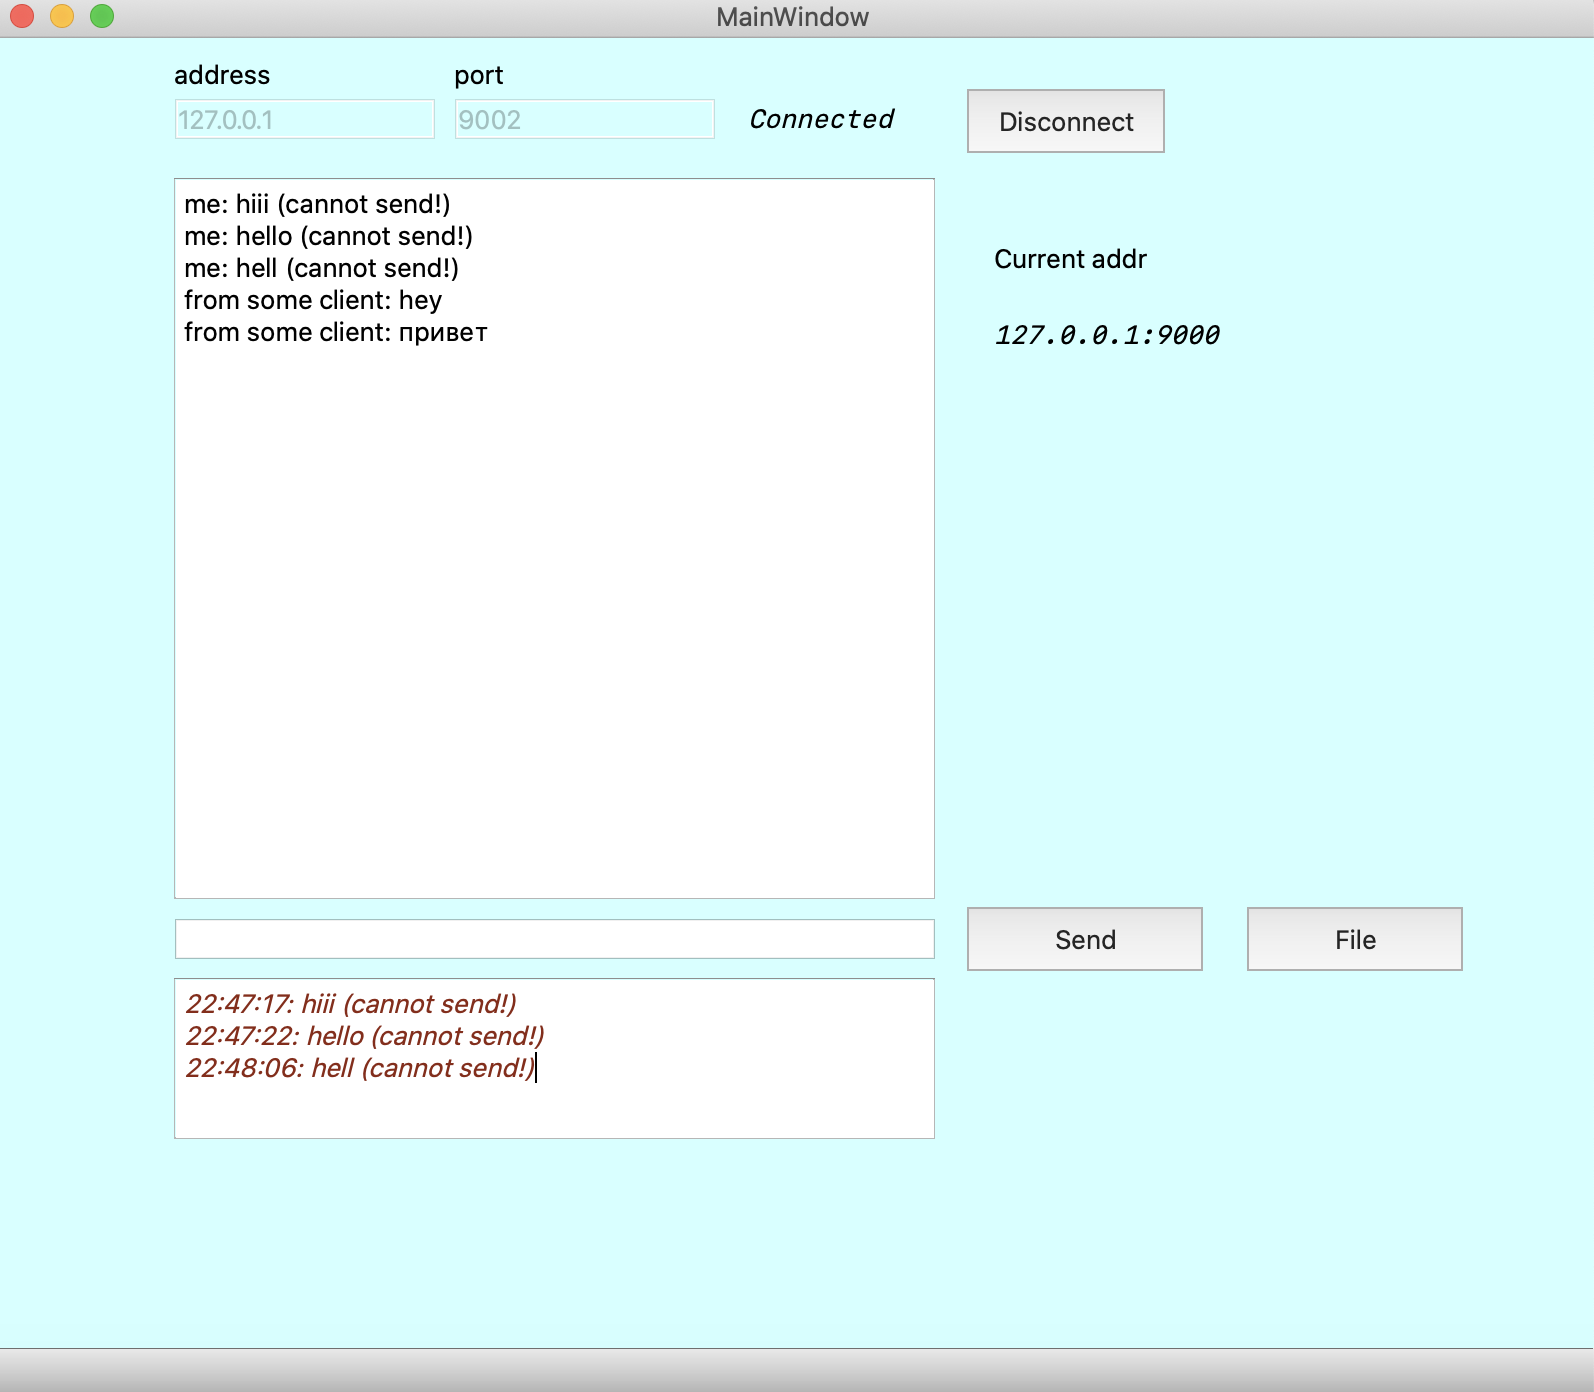 MainWindow
address
port
127.0.0.1
9002
Connected
Disconnect
me: hiii (cannot send!)
me: hello (cannot send!)
me: hell (cannot send!)
from some client: hey
from some client: привет
Current addr
127.0.0.1:9000
Send
File
22:47:17: hiii (cannot send!)
22:47:22: hello (cannot send!)
22:48:06: hell (cannot send!)